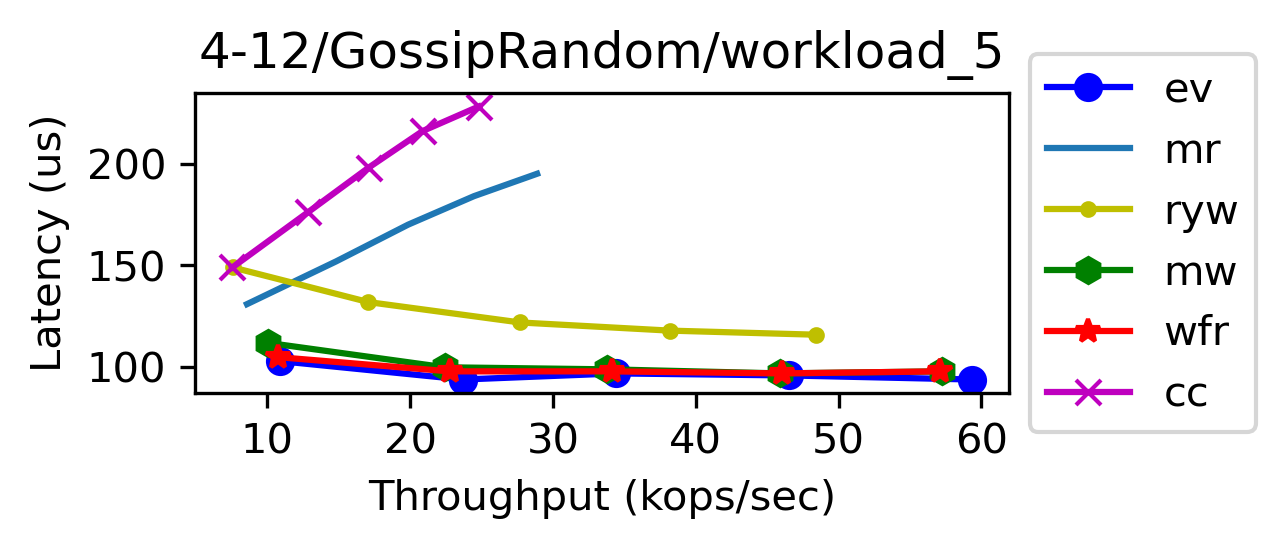 4-12/GossipRandom/workload_5
Latency (us)
200
150
100
10 20 30 40 50 60
Throughput (kops/sec)
ev
mr
ryw
mw
wfr
cc